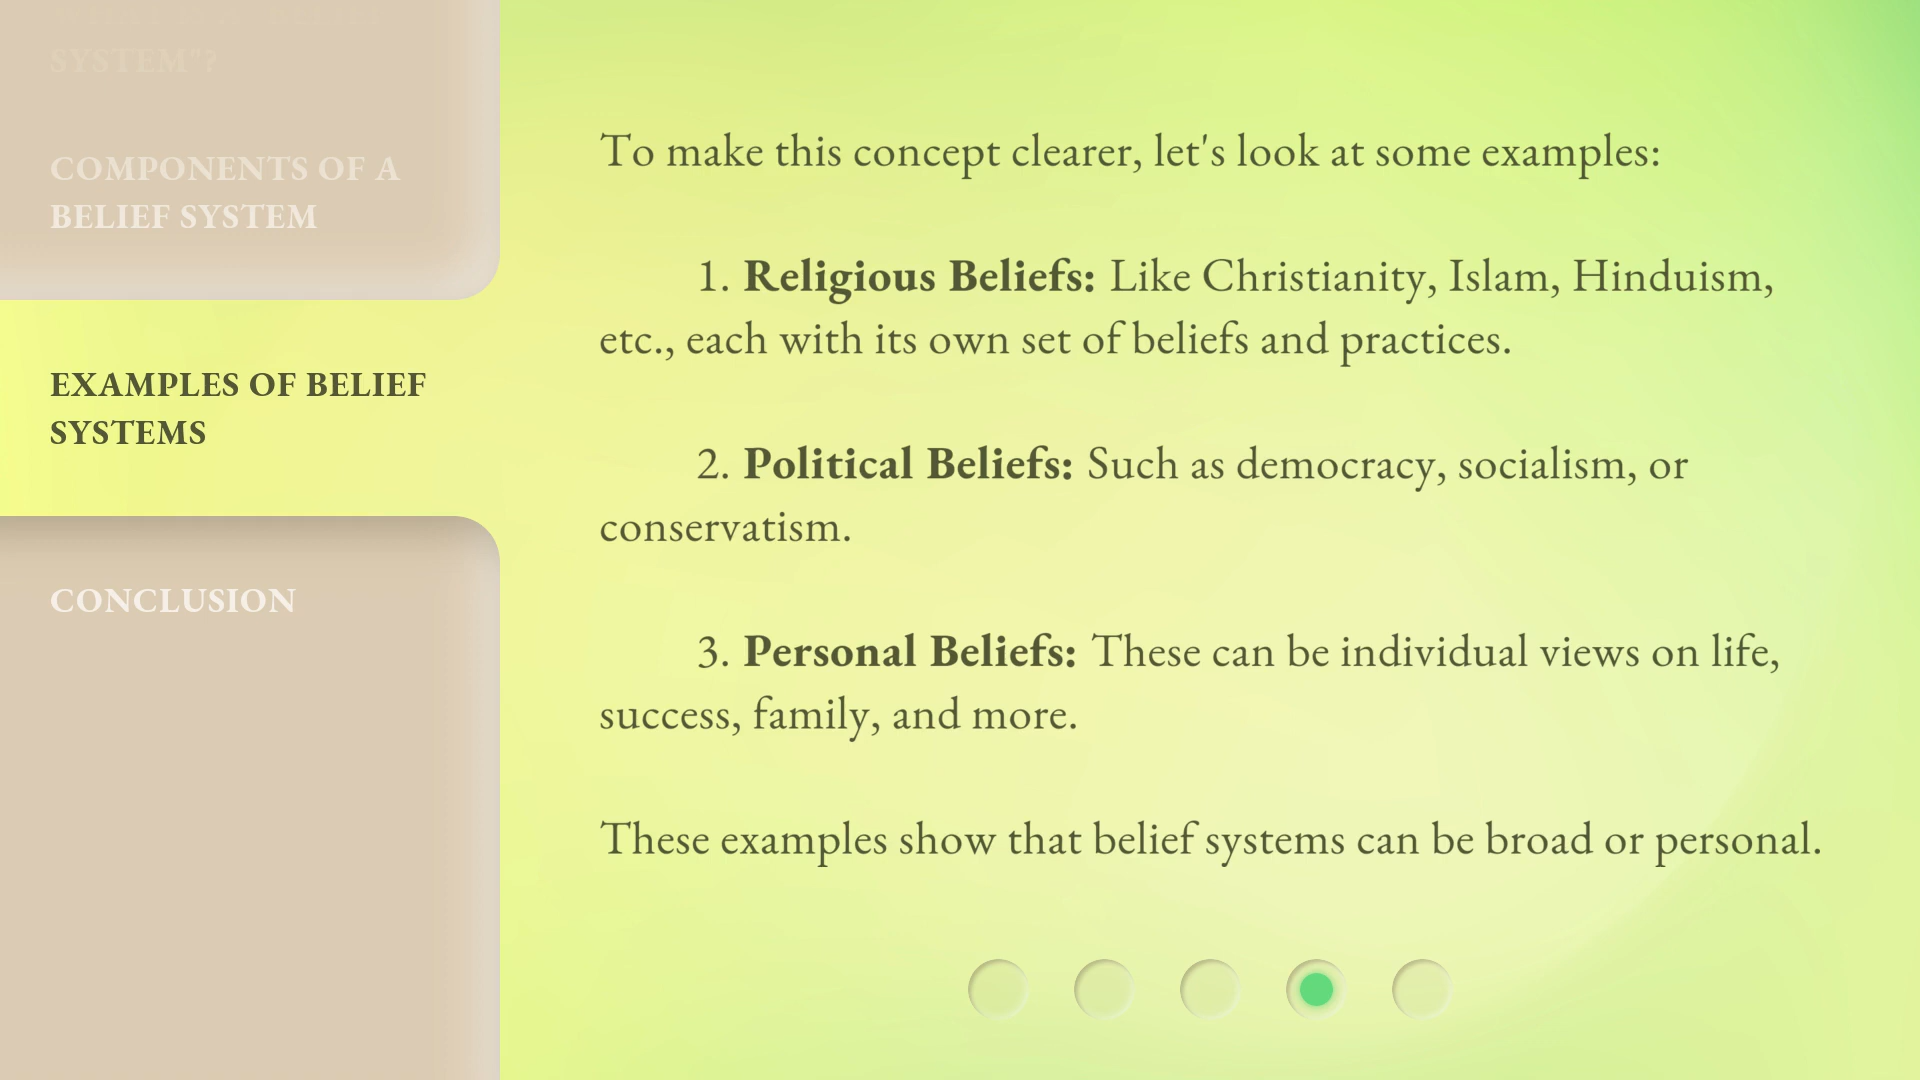 SYSTEM"?
COMPONENTS OF A
BELIEF SYSTEM
EXAMPLES OF BELIEF
SYSTEMS
CONCLUSION
To make this concept clearer, let's look at some examples:
1. Religious Beliefs: Like Christianity, Islam, Hinduism,
etc., each with its own set of beliefs and practices.
2. Political Beliefs: Such as democracy, socialism, or
conservatism.
3. Personal Beliefs: These can be individual views on life,
success, family, and more.
These examples show that belief systems can be broad or personal.